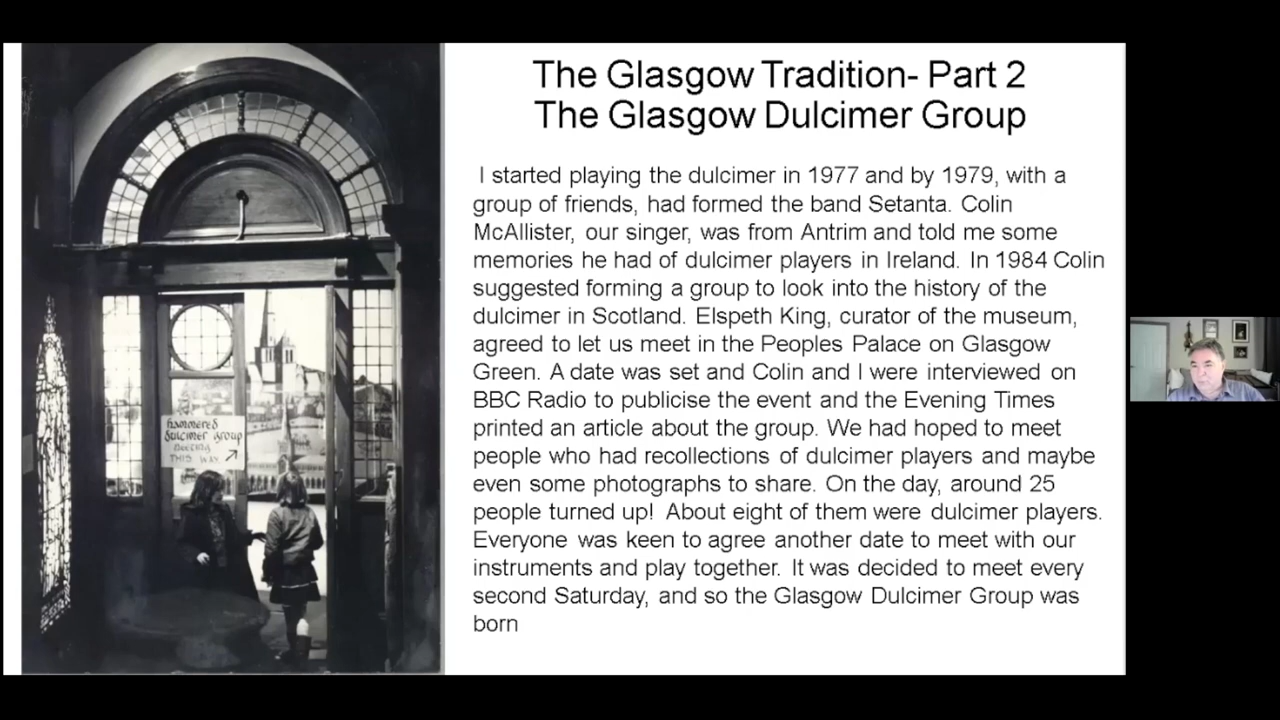 The Glasgow Tradition- Part 2
The Glasgow Dulcimer Group
I started playing the dulcimer in 1977 and by 1979, with a
group of friends, had formed the band Setanta. Colin
McAllister, our singer, was from Antrim and told me some
memories he had of dulcimer players in Ireland. In 1984 Colin
suggested forming a group to look into the history of the
dulcimer in Scotland. Elspeth King, curator of the museum,
agreed to let us meet in the Peoples Palace on Glasgow
Green. A date was set and Colin and I were interviewed on
BBC Radio to publicise the event and the Evening Times
printed an article about the group. We had hoped to meet
people who had recollections of dulcimer players and maybe
even some photographs to share. On the day, around 25
people turned up! About eight of them were dulcimer players.
Everyone was keen to agree another date to meet with our
instruments and play together. It was decided to meet every
second Saturday, and so the Glasgow Dulcimer Group was
born
hammered
dulcimer group
meeting
THIS WAY